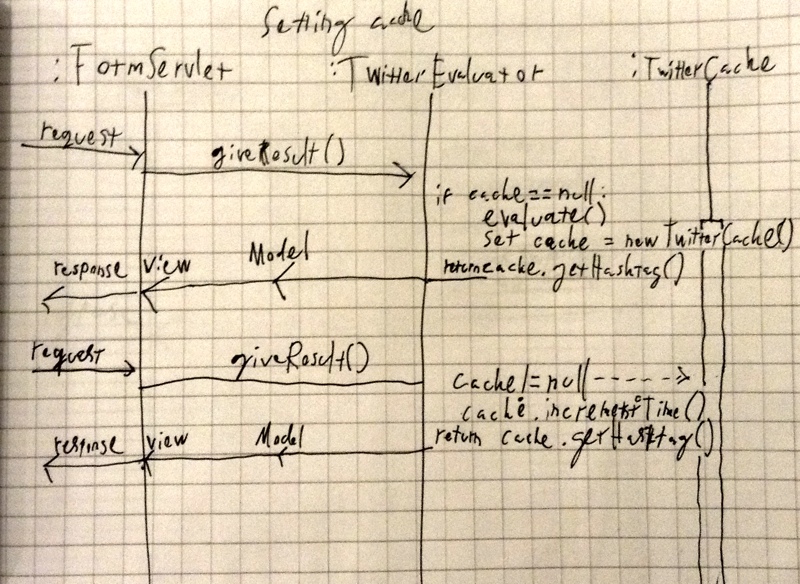 Setting cache
:FormServlet :TwitterEvaluator :TwitterCache
request
giveResult()
if cache==null:
evaluate()
set cache = new TwitterCache()
response view Model return cache.getHashtag()
request giveResult()
cache!=null
cache.incrementTime()
response view Model return cache.getHashtag()